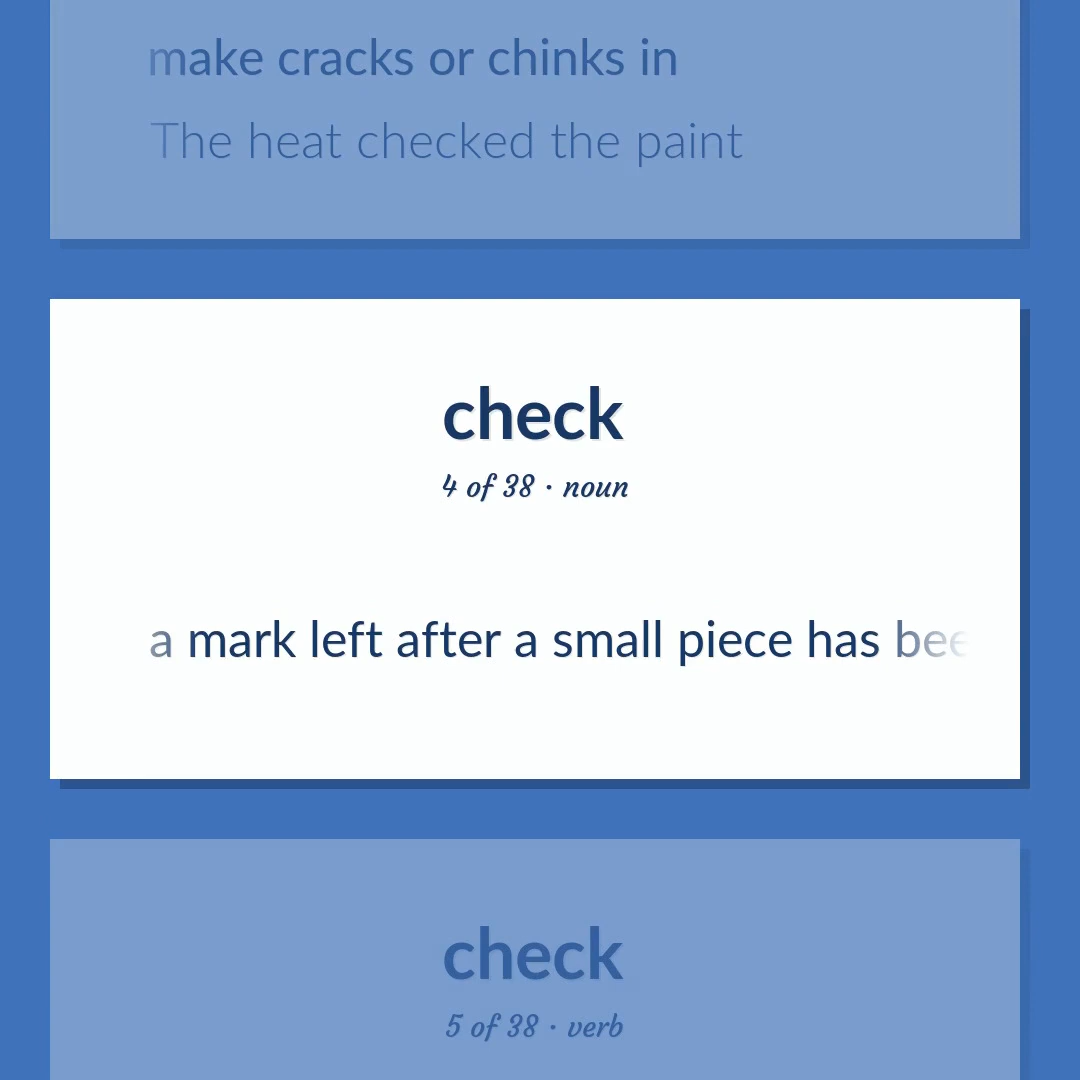 make cracks or chinks in
The heat checked the paint
check
4 of 38 · noun
a mark left after a small piece has bee
check
5 of 38 · verb